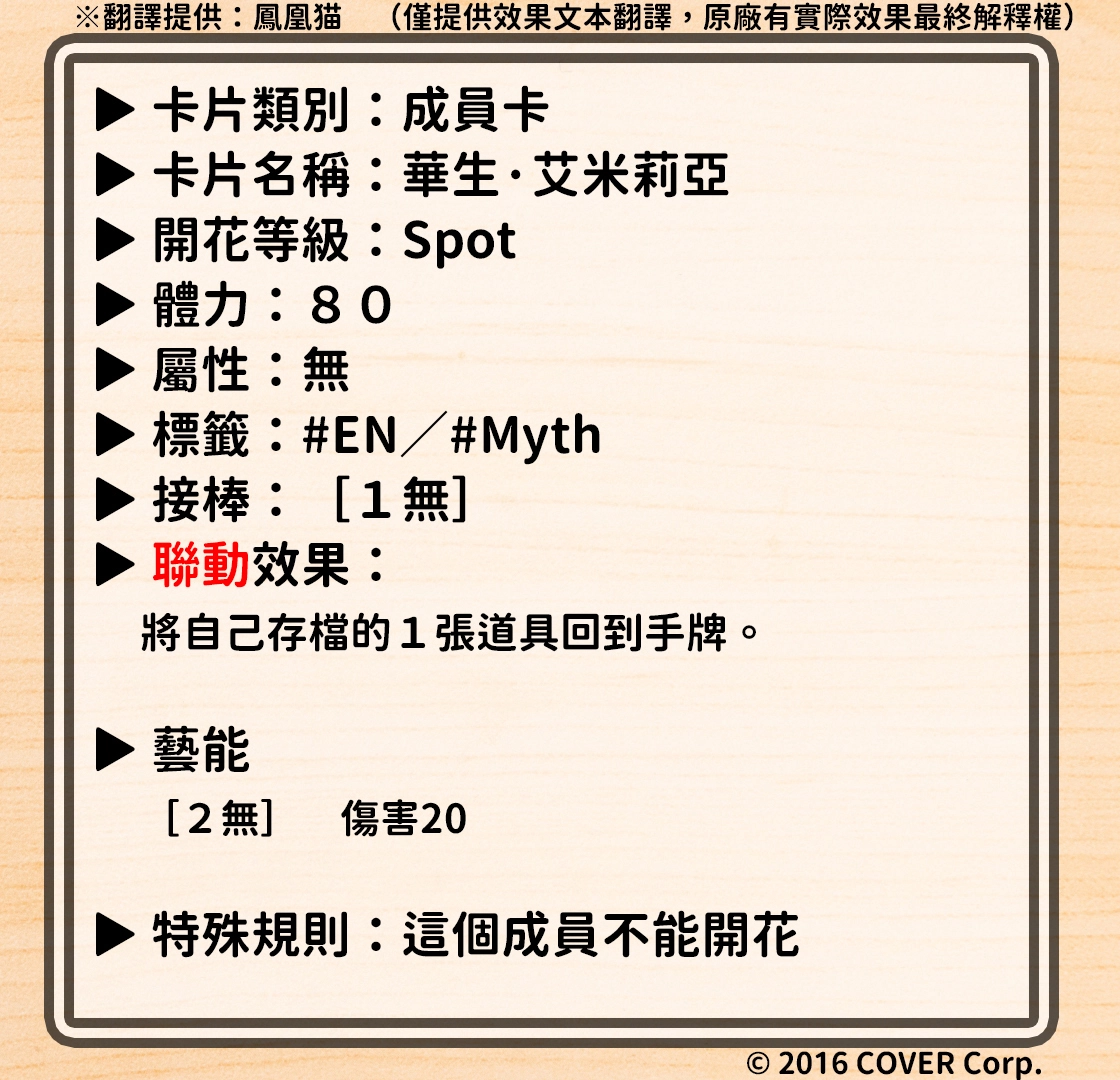 ※翻譯提供：鳳凰猫　（僅提供效果文本翻譯，原廠有實際效果最終解釋權）
▶ 卡片類別：成員卡
▶ 卡片名稱：華生·艾米莉亞
▶ 開花等級：Spot
▶ 體力：８０
▶ 屬性：無
▶ 標籤：#EN／#Myth
▶ 接棒：［１無］
▶ 聯動效果：
將自己存檔的１張道具回到手牌。
▶ 藝能
［２無］　傷害20
▶ 特殊規則：這個成員不能開花
© 2016 COVER Corp.